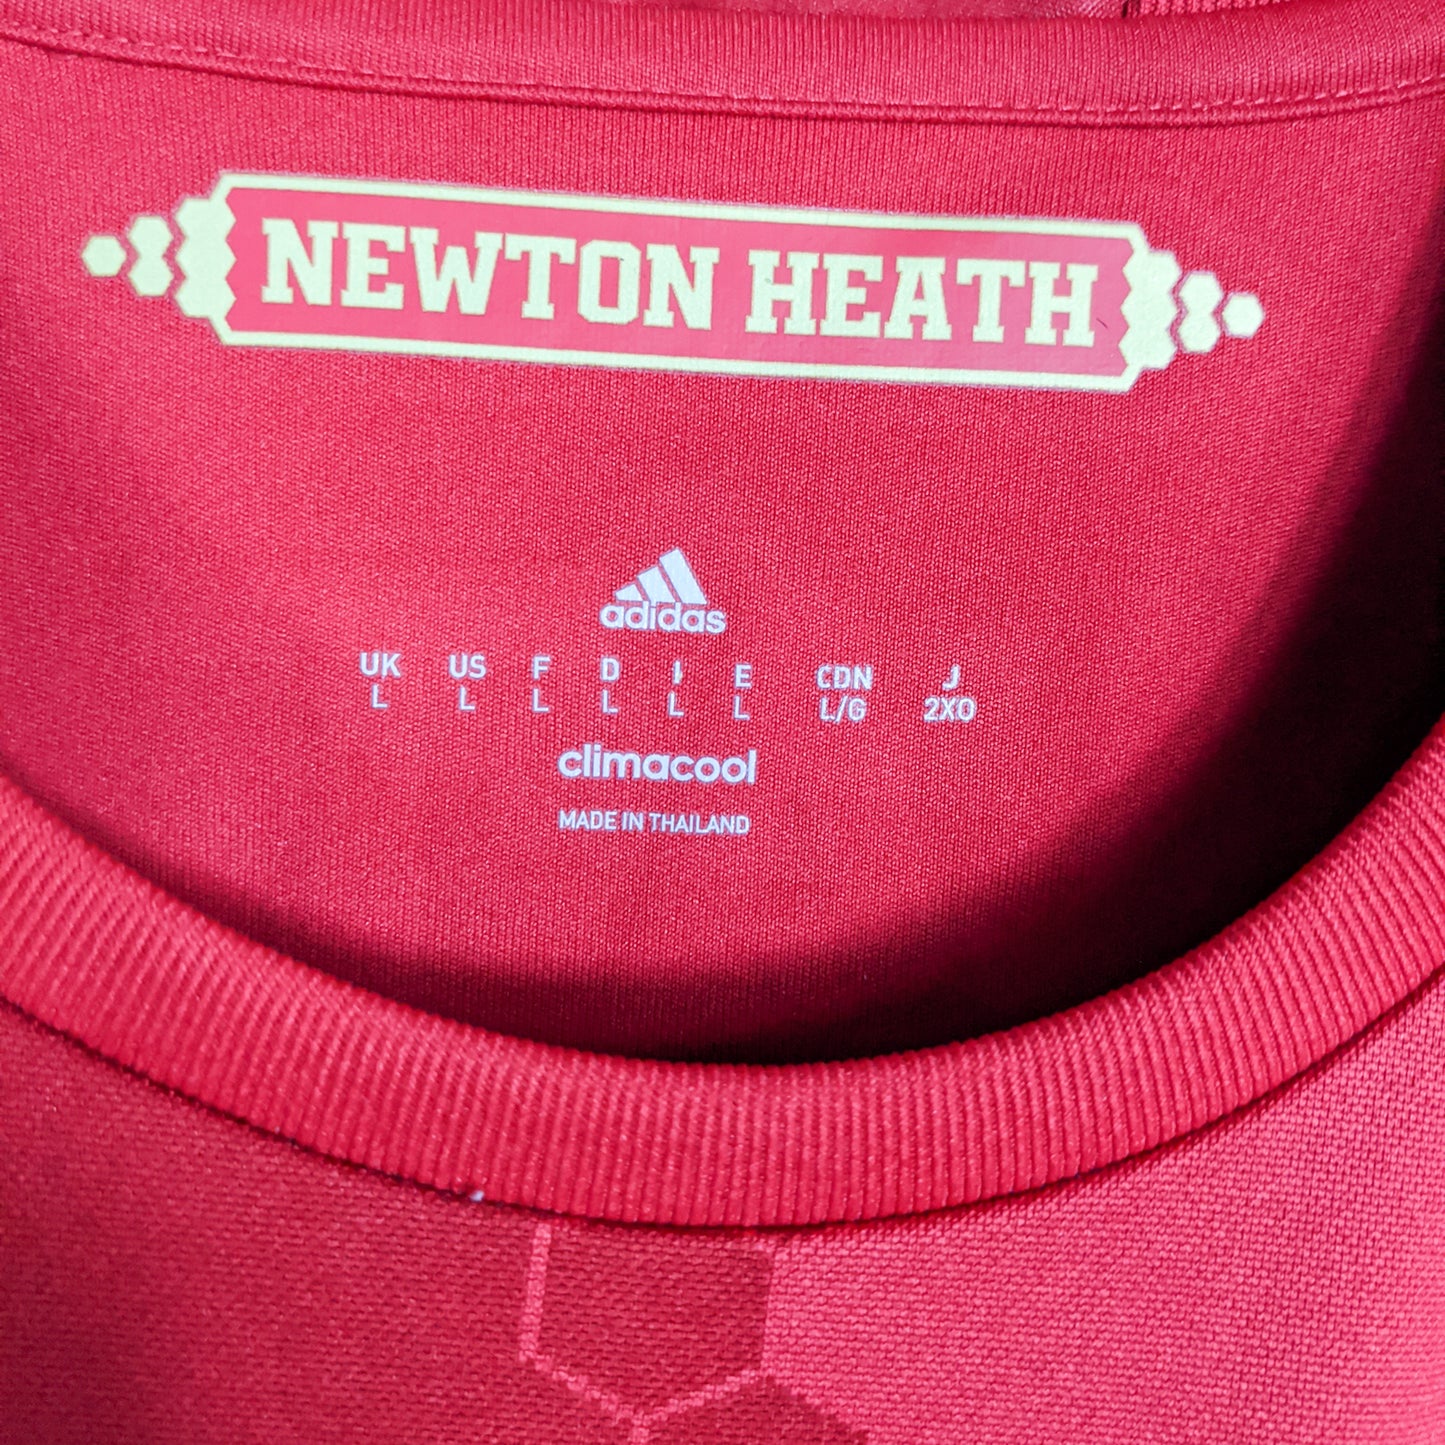 NEWTON HEATH
adidas
UK US F D I E CDN J
L L L L L L L/G 2XO
climacool
MADE IN THAILAND